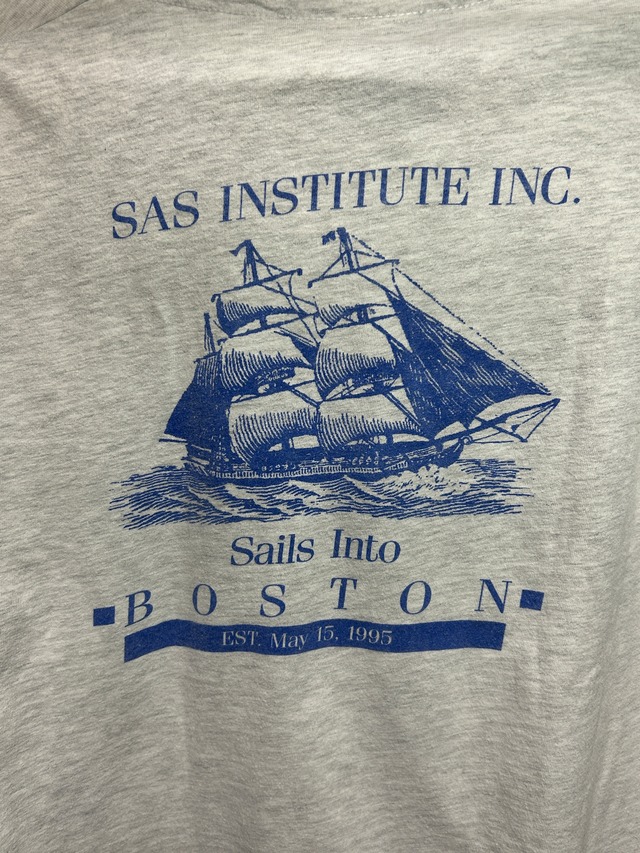 SAS INSTITUTE INC.
Sails Into
BOSTON
EST. May 15, 1995